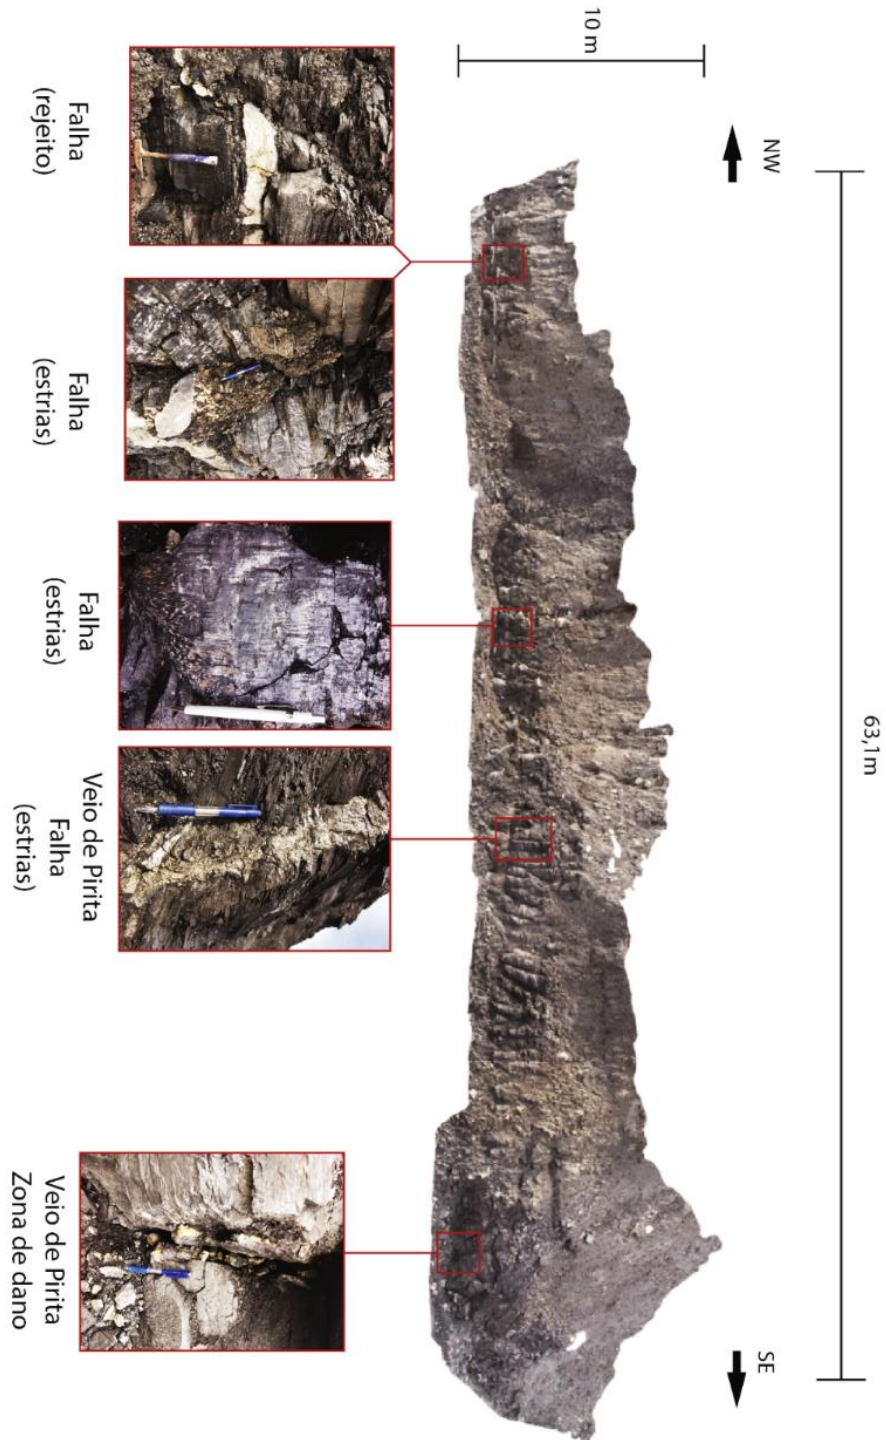 10 m
NW
63,1m
SE
Falha
(rejeito)
Falha
(estrias)
Falha
(estrias)
Veio de Pirita
Falha
(estrias)
Veio de Pirita
Zona de dano